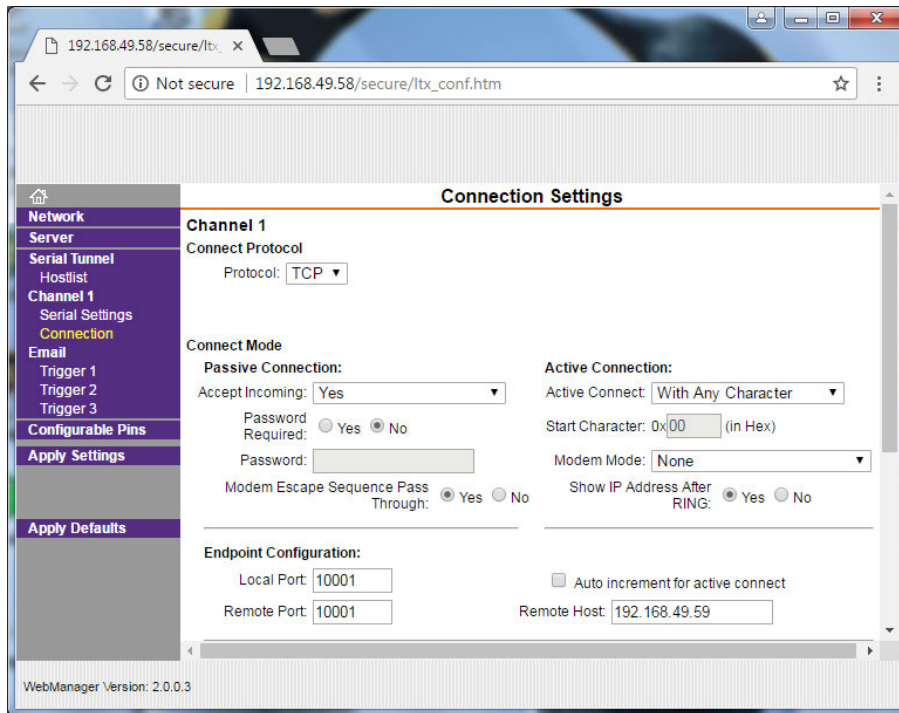 192.168.49.58/secure/ltx_
Not secure | 192.168.49.58/secure/ltx_conf.htm
Connection Settings
Network
Server
Serial Tunnel
Hostlist
Channel 1
Serial Settings
Connection
Email
Trigger 1
Trigger 2
Trigger 3
Configurable Pins
Apply Settings
Apply Defaults
Channel 1
Connect Protocol
Protocol: TCP
Connect Mode
Passive Connection: Active Connection:
Accept Incoming: Yes Active Connect: With Any Character
Password Required: Yes No Start Character: 0x 00 (in Hex)
Password: Modem Mode: None
Modem Escape Sequence Pass Through: Yes No Show IP Address After RING: Yes No
Endpoint Configuration:
Local Port: 10001 Auto increment for active connect
Remote Port: 10001 Remote Host: 192.168.49.59
WebManager Version: 2.0.0.3